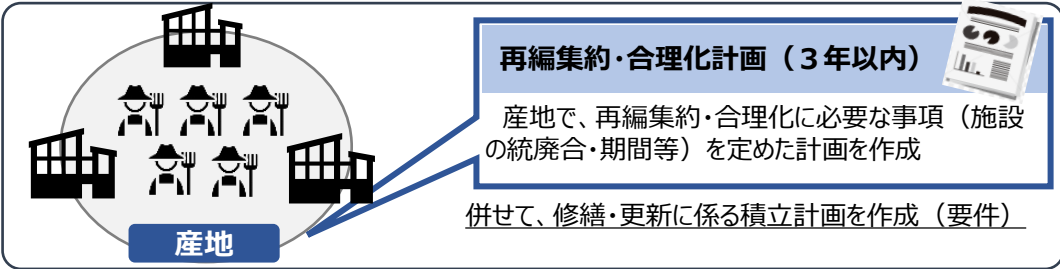 再編集約・合理化計画（３年以内）
産地で、再編集約・合理化に必要な事項（施設
の統廃合・期間等）を定めた計画を作成
併せて、修繕・更新に係る積立計画を作成（要件）
産地